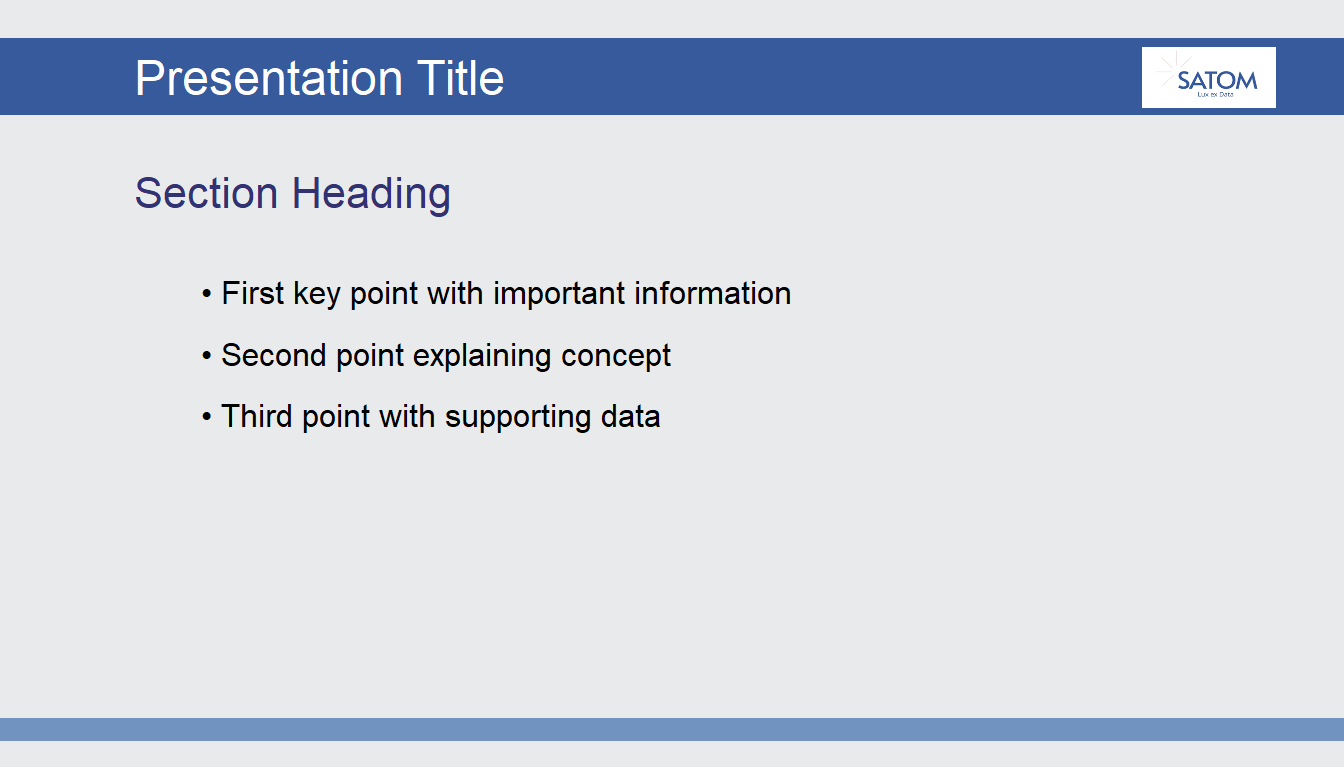 Presentation Title
SATOM
Lux ex Data
Section Heading
• First key point with important information
• Second point explaining concept
• Third point with supporting data